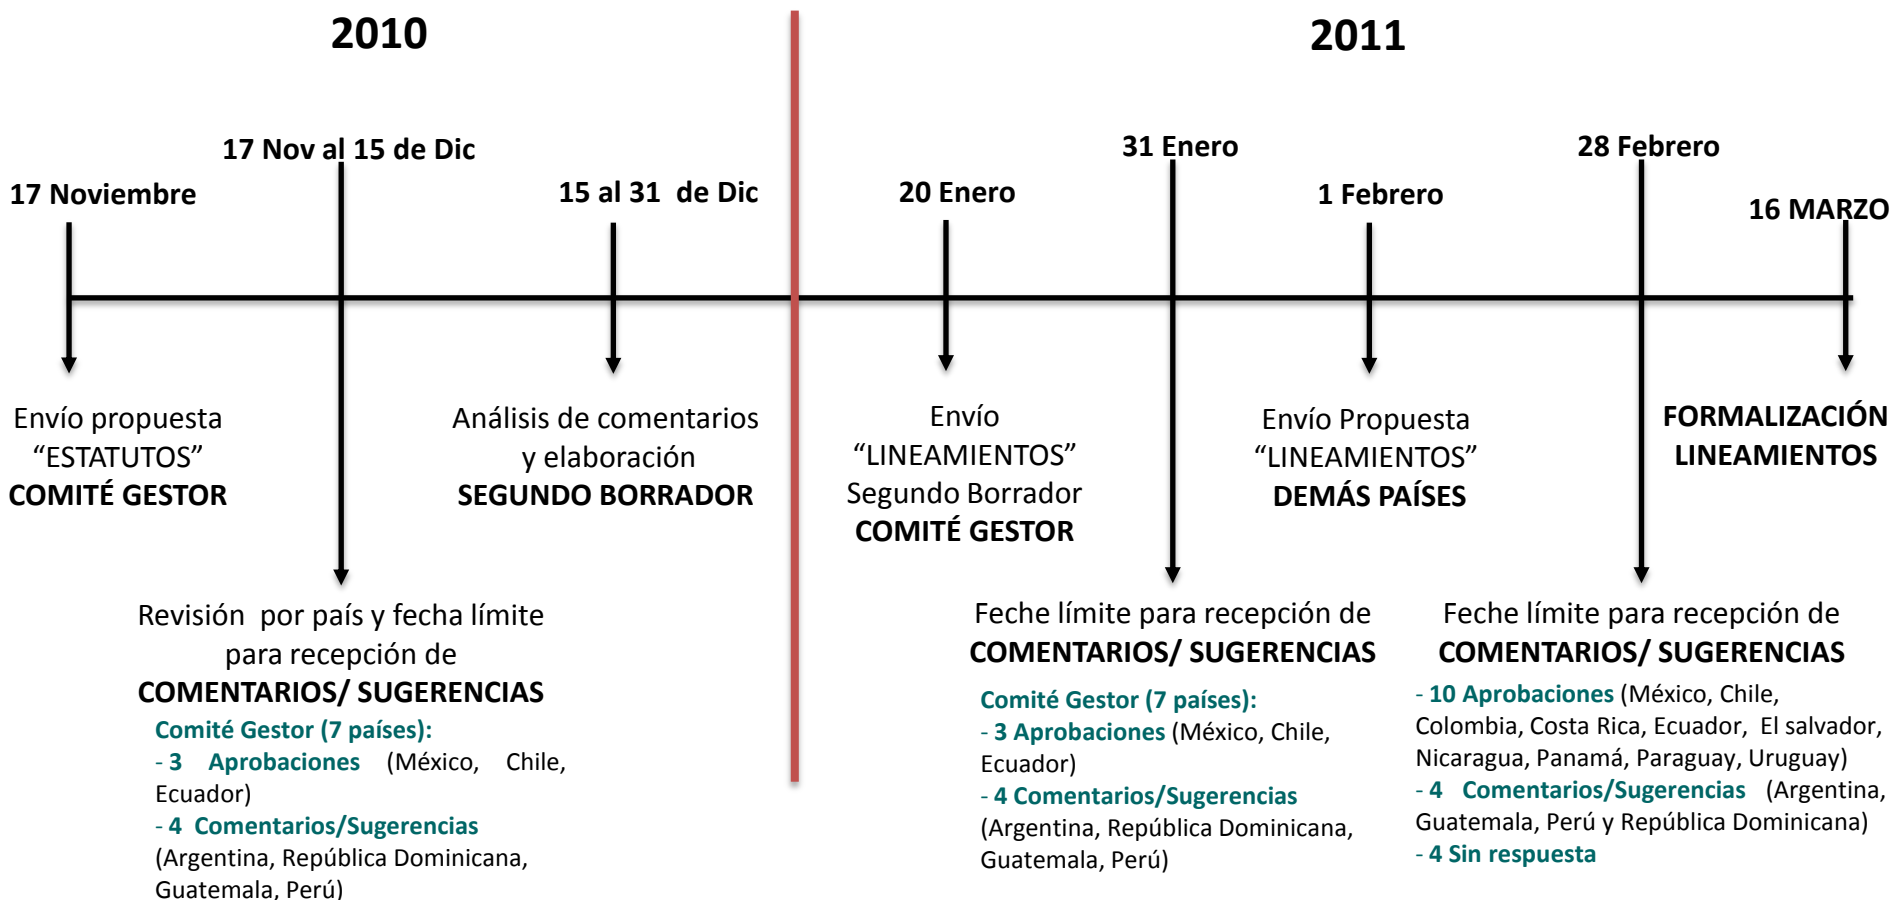 2010
2011
17 Noviembre
17 Nov al 15 de Dic
15 al 31  de Dic
20 Enero
31 Enero
1 Febrero
28 Febrero
16 MARZO
Envío propuesta
“ESTATUTOS”
COMITÉ GESTOR
Revisión  por país y fecha límite
para recepción de
COMENTARIOS/ SUGERENCIAS
Comité Gestor (7 países):
- 3 Aprobaciones (México, Chile,
Ecuador)
- 4  Comentarios/Sugerencias
(Argentina, República Dominicana,
Guatemala, Perú)
Análisis de comentarios
y elaboración
SEGUNDO BORRADOR
Envío
“LINEAMIENTOS”
Segundo Borrador
COMITÉ GESTOR
Feche límite para recepción de
COMENTARIOS/ SUGERENCIAS
Comité Gestor (7 países):
- 3 Aprobaciones (México, Chile,
Ecuador)
- 4 Comentarios/Sugerencias
(Argentina, República Dominicana,
Guatemala, Perú)
Envío Propuesta
“LINEAMIENTOS”
DEMÁS PAÍSES
Feche límite para recepción de
COMENTARIOS/ SUGERENCIAS
- 10 Aprobaciones (México, Chile,
Colombia, Costa Rica, Ecuador,  El salvador,
Nicaragua, Panamá, Paraguay, Uruguay)
- 4 Comentarios/Sugerencias (Argentina,
Guatemala, Perú y República Dominicana)
- 4 Sin respuesta
FORMALIZACIÓN
LINEAMIENTOS